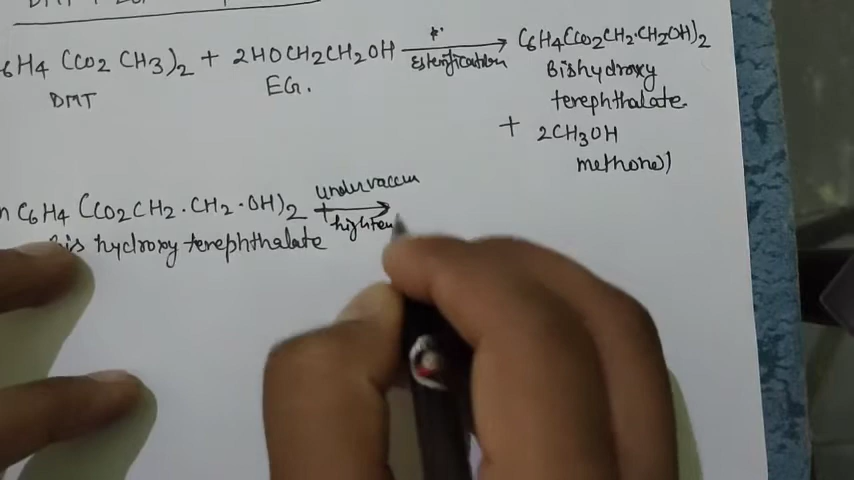 6H4 (CO2 CH3)2 + 2HOCH2CH2OH
Esterification
C6H4(CO2CH2.CH2OH)2
DMT
EG.
Bishydroxy
terephthalate.
+ 2CH3OH
methanol
n C6H4 (CO2CH2.CH2.OH)2
under vaccum
high tem
Bis hydroxy terephthalate